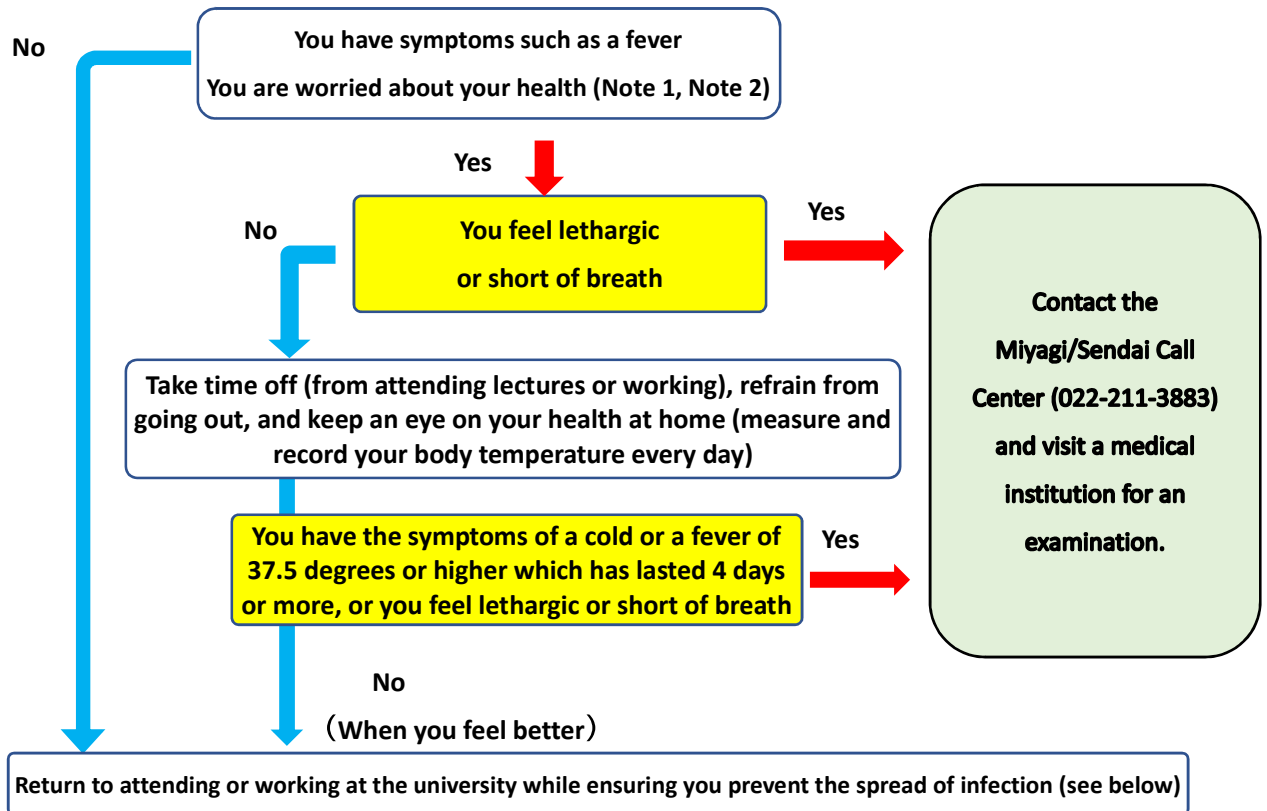 No
You have symptoms such as a fever
You are worried about your health (Note 1, Note 2)
Yes
No
You feel lethargic
or short of breath
Yes
Take time off (from attending lectures or working), refrain from
going out, and keep an eye on your health at home (measure and
record your body temperature every day)
You have the symptoms of a cold or a fever of
37.5 degrees or higher which has lasted 4 days
or more, or you feel lethargic or short of breath
Yes
Contact the
Miyagi/Sendai Call
Center (022-211-3883)
and visit a medical
institution for an
examination.
No
（When you feel better）
Return to attending or working at the university while ensuring you prevent the spread of infection (see below)